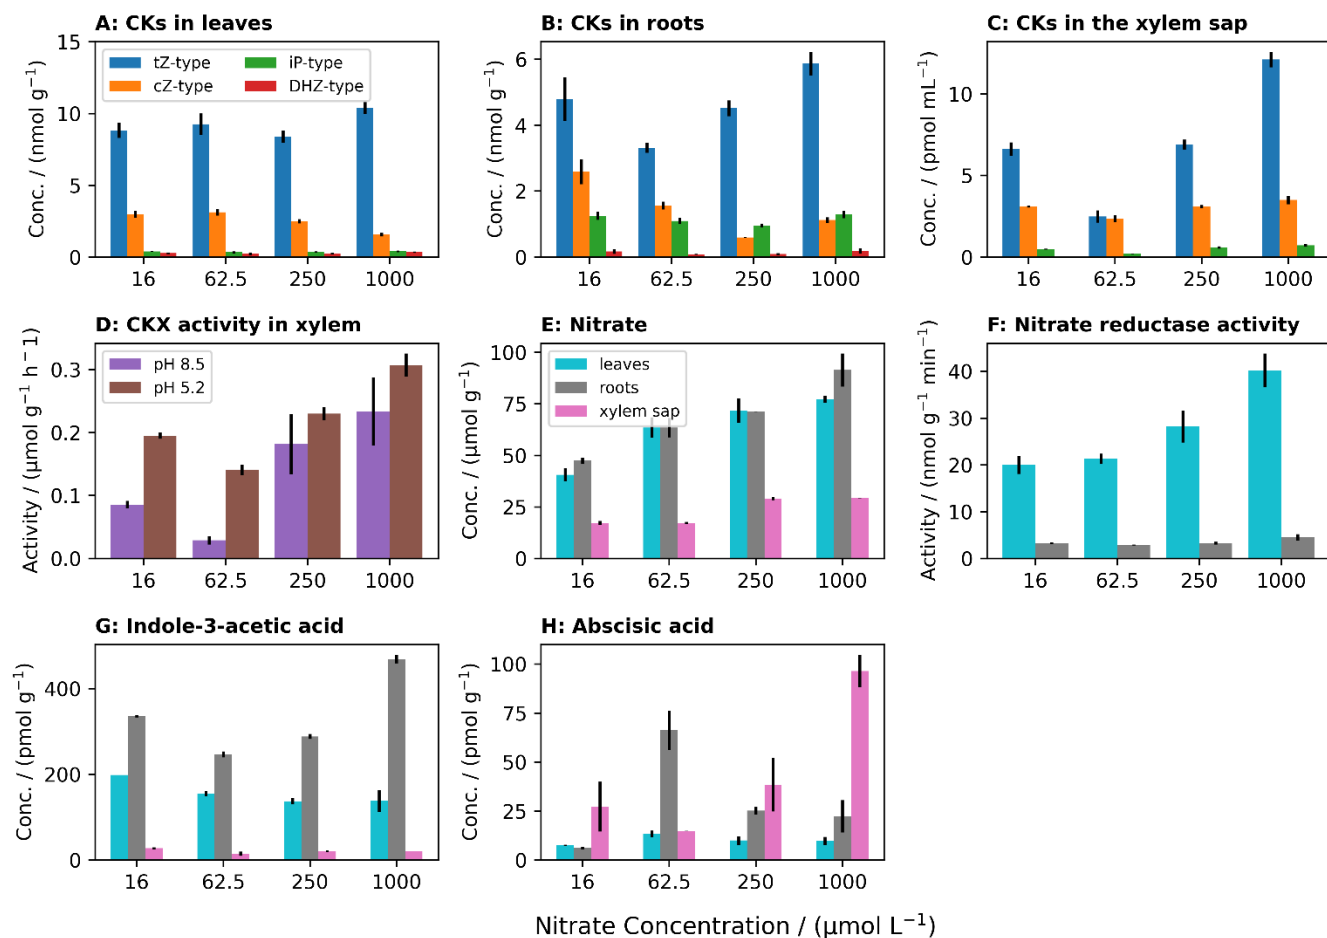 A: CKs in leaves
Conc. / (nmol g⁻¹)
15
10
5
0
tZ-type
cZ-type
iP-type
DHZ-type
16 62.5 250 1000
B: CKs in roots
Conc. / (nmol g⁻¹)
6
4
2
0
16 62.5 250 1000
C: CKs in the xylem sap
Conc. / (pmol mL⁻¹)
10
5
0
16 62.5 250 1000
D: CKX activity in xylem
Activity / (µmol g⁻¹ h−1)
0.3
0.2
0.1
0.0
pH 8.5
pH 5.2
16 62.5 250 1000
E: Nitrate
Conc. / (µmol g⁻¹)
100
75
50
25
0
leaves
roots
xylem sap
16 62.5 250 1000
F: Nitrate reductase activity
Activity / (nmol g⁻¹ min⁻¹)
40
30
20
10
0
16 62.5 250 1000
G: Indole-3-acetic acid
Conc. / (pmol g⁻¹)
400
200
0
16 62.5 250 1000
H: Abscisic acid
Conc. / (pmol g⁻¹)
100
75
50
25
0
16 62.5 250 1000
Nitrate Concentration / (µmol L⁻¹)